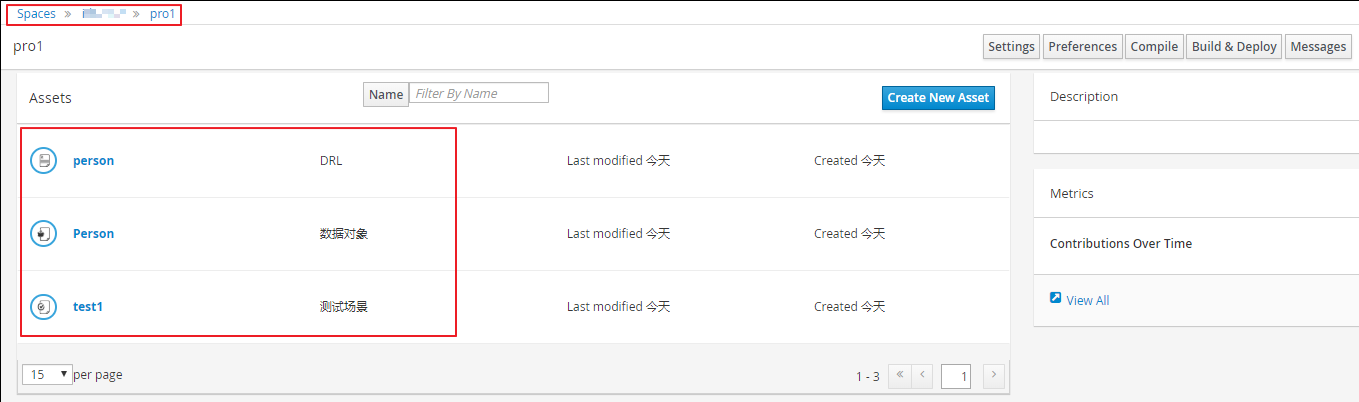 Spaces » » pro1
pro1 Settings Preferences Compile Build & Deploy Messages
Assets Name Filter By Name Create New Asset
Description
person DRL Last modified 今天 Created 今天
Metrics
Person 数据对象 Last modified 今天 Created 今天
Contributions Over Time
test1 测试场景 Last modified 今天 Created 今天
View All
15 per page 1 - 3 « ‹ 1 ›